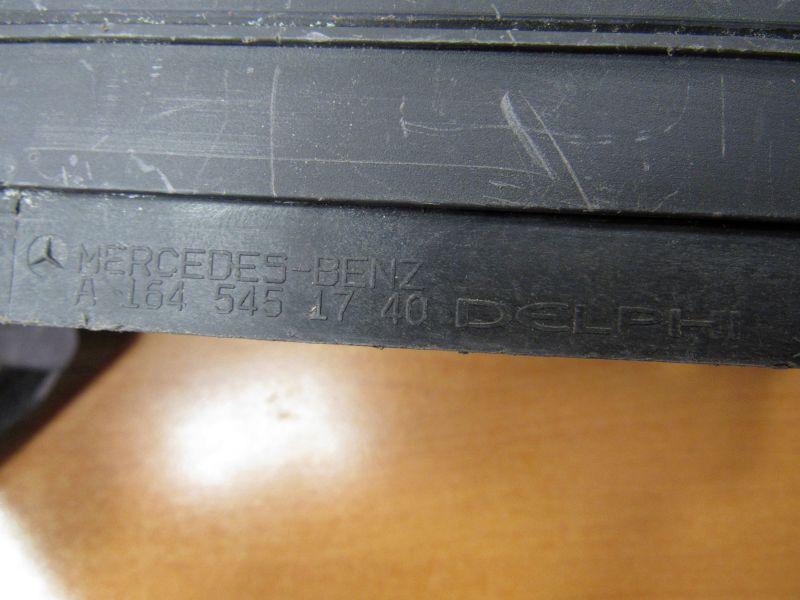 MERCEDES-BENZ
A 164 545 17 40 DELPHI